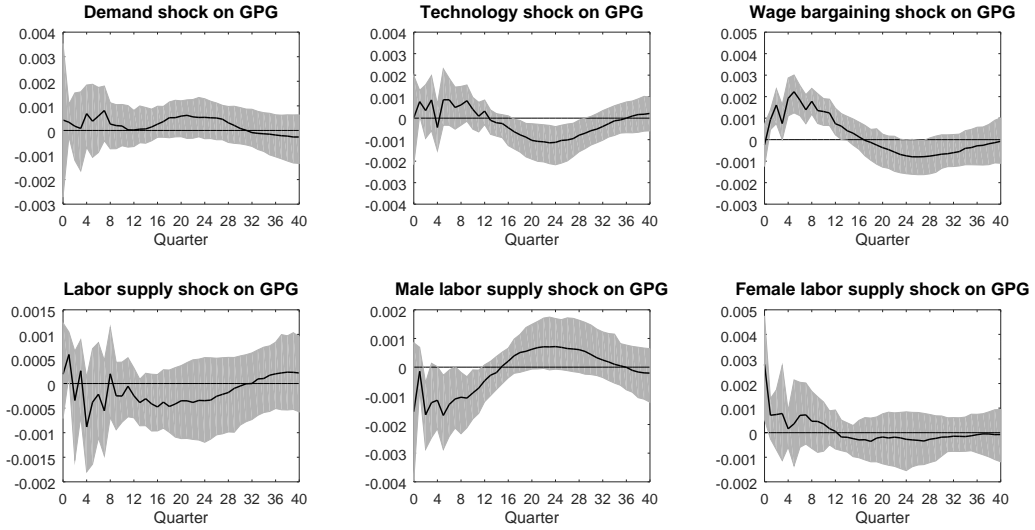 Demand shock on GPG
0.004
0.003
0.002
0.001
0
-0.001
-0.002
-0.003
0 4 8 12 16 20 24 28 32 36 40
Quarter
Technology shock on GPG
0.004
0.003
0.002
0.001
0
-0.001
-0.002
-0.003
-0.004
0 4 8 12 16 20 24 28 32 36 40
Quarter
Wage bargaining shock on GPG
0.005
0.004
0.003
0.002
0.001
0
-0.001
-0.002
-0.003
0 4 8 12 16 20 24 28 32 36 40
Quarter
Labor supply shock on GPG
0.0015
0.001
0.0005
0
-0.0005
-0.001
-0.0015
-0.002
0 4 8 12 16 20 24 28 32 36 40
Quarter
Male labor supply shock on GPG
0.002
0.001
0
-0.001
-0.002
-0.003
-0.004
0 4 8 12 16 20 24 28 32 36 40
Quarter
Female labor supply shock on GPG
0.005
0.004
0.003
0.002
0.001
0
-0.001
-0.002
0 4 8 12 16 20 24 28 32 36 40
Quarter